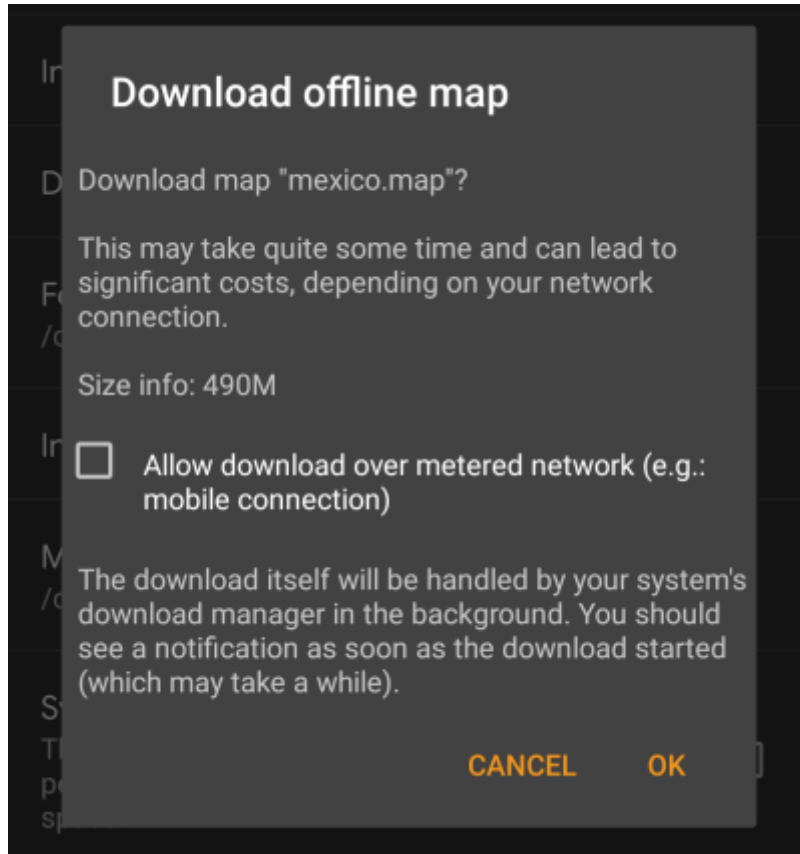 Download offline map
Download map "mexico.map"?
This may take quite some time and can lead to
significant costs, depending on your network
connection.
Size info: 490M
Allow download over metered network (e.g.:
mobile connection)
The download itself will be handled by your system's
download manager in the background. You should
see a notification as soon as the download started
(which may take a while).
CANCEL OK